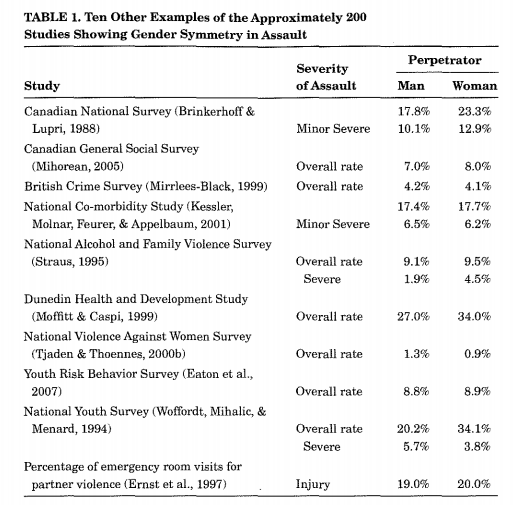 TABLE 1. Ten Other Examples of the Approximately 200
Studies Showing Gender Symmetry in Assault
Perpetrator
Severity
Study of Assault Man Woman
Canadian National Survey (Brinkerhoff & 17.8% 23.3%
Lupri, 1988) Minor Severe 10.1% 12.9%
Canadian General Social Survey
(Mihorean, 2005) Overall rate 7.0% 8.0%
British Crime Survey (Mirrlees-Black, 1999) Overall rate 4.2% 4.1%
National Co-morbidity Study (Kessler, 17.4% 17.7%
Molnar, Feurer, & Appelbaum, 2001) Minor Severe 6.5% 6.2%
National Alcohol and Family Violence Survey
(Straus, 1995) Overall rate 9.1% 9.5%
Severe 1.9% 4.5%
Dunedin Health and Development Study
(Moffitt & Caspi, 1999) Overall rate 27.0% 34.0%
National Violence Against Women Survey
(Tjaden & Thoennes, 2000b) Overall rate 1.3% 0.9%
Youth Risk Behavior Survey (Eaton et al.,
2007) Overall rate 8.8% 8.9%
National Youth Survey (Woffordt, Mihalic, &
Menard, 1994) Overall rate 20.2% 34.1%
Severe 5.7% 3.8%
Percentage of emergency room visits for
partner violence (Ernst et al., 1997) Injury 19.0% 20.0%